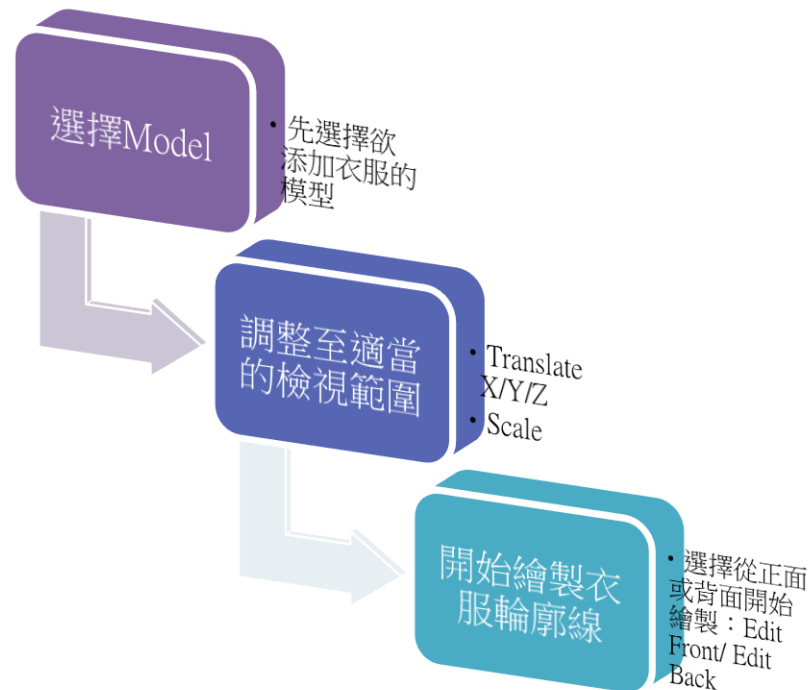 選擇Model
• 先選擇欲
添加衣服的
模型
調整至適當
的檢視範圍
• Translate
X/Y/Z
• Scale
開始繪製衣
服輪廓線
• 選擇從正面
或背面開始
繪製：Edit
Front/ Edit
Back